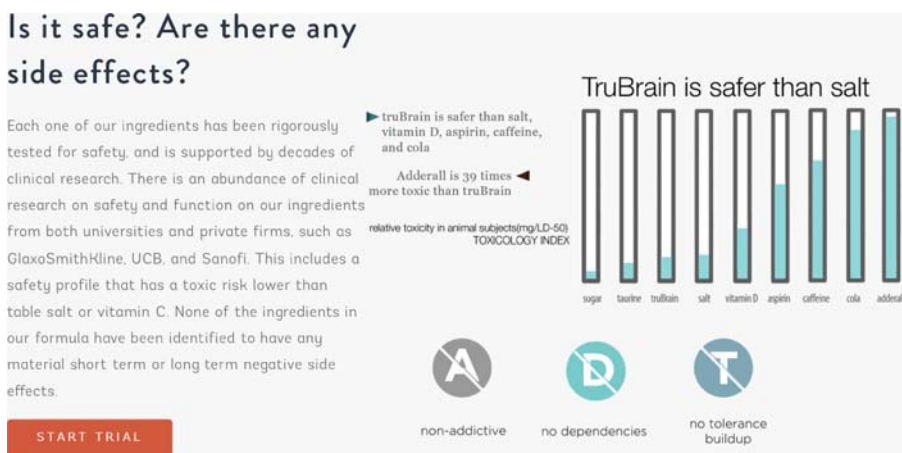 Is it safe? Are there any
side effects?
Each one of our ingredients has been rigorously
tested for safety, and is supported by decades of
clinical research. There is an abundance of clinical
research on safety and function on our ingredients
from both universities and private firms, such as
GlaxoSmithKline, UCB, and Sanofi. This includes a
safety profile that has a toxic risk lower than
table salt or vitamin C. None of the ingredients in
our formula have been identified to have any
material short term or long term negative side
effects.
START TRIAL
truBrain is safer than salt,
vitamin D, aspirin, caffeine,
and cola
Adderall is 39 times
more toxic than truBrain
relative toxicity in animal subjects(mg/LD-50)
TOXICOLOGY INDEX
TruBrain is safer than salt
sugar taurine truBrain salt vitamin D aspirin caffeine cola adderal
A D T
non-addictive no dependencies no tolerance
buildup